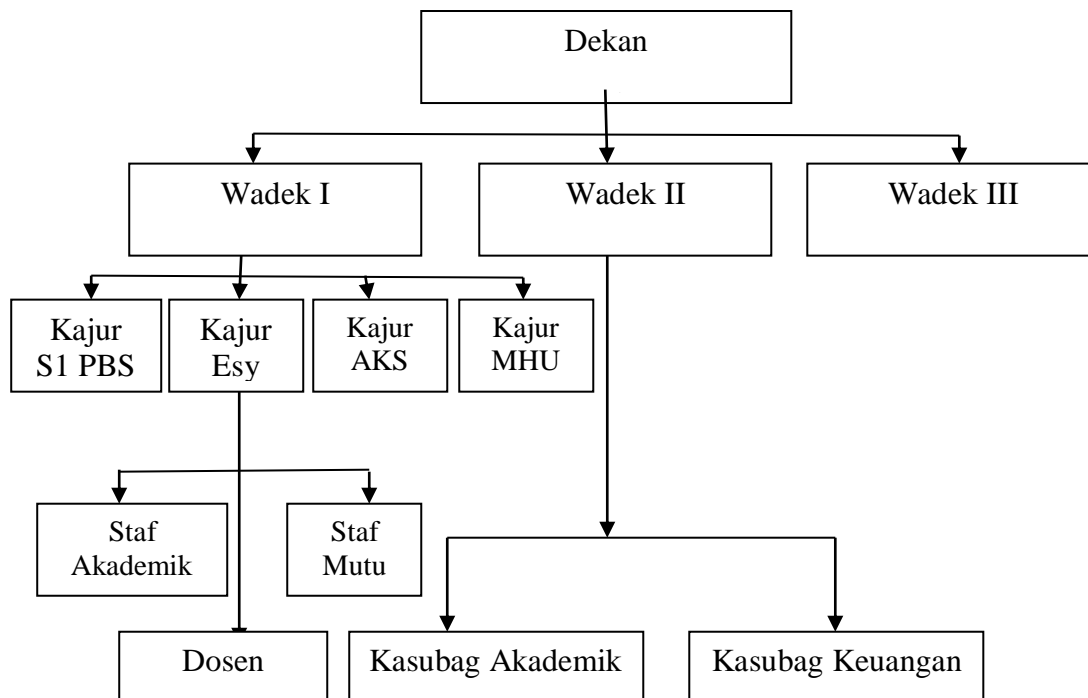 Dekan
Wadek I
Wadek II
Wadek III
Kajur
S1 PBS
Kajur
Esy
Kajur
AKS
Kajur
MHU
Staf
Akademik
Staf
Mutu
Dosen
Kasubag Akademik
Kasubag Keuangan